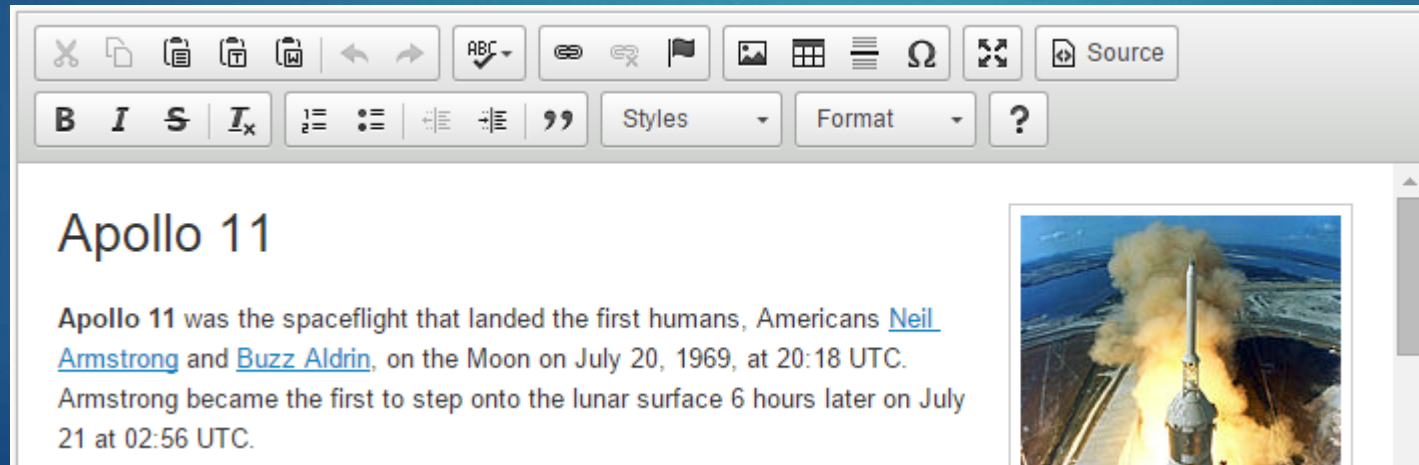 ABC
Ω
Source
B I S Ix
Styles
Format
?
Apollo 11
Apollo 11 was the spaceflight that landed the first humans, Americans Neil
Armstrong and Buzz Aldrin, on the Moon on July 20, 1969, at 20:18 UTC.
Armstrong became the first to step onto the lunar surface 6 hours later on July
21 at 02:56 UTC.